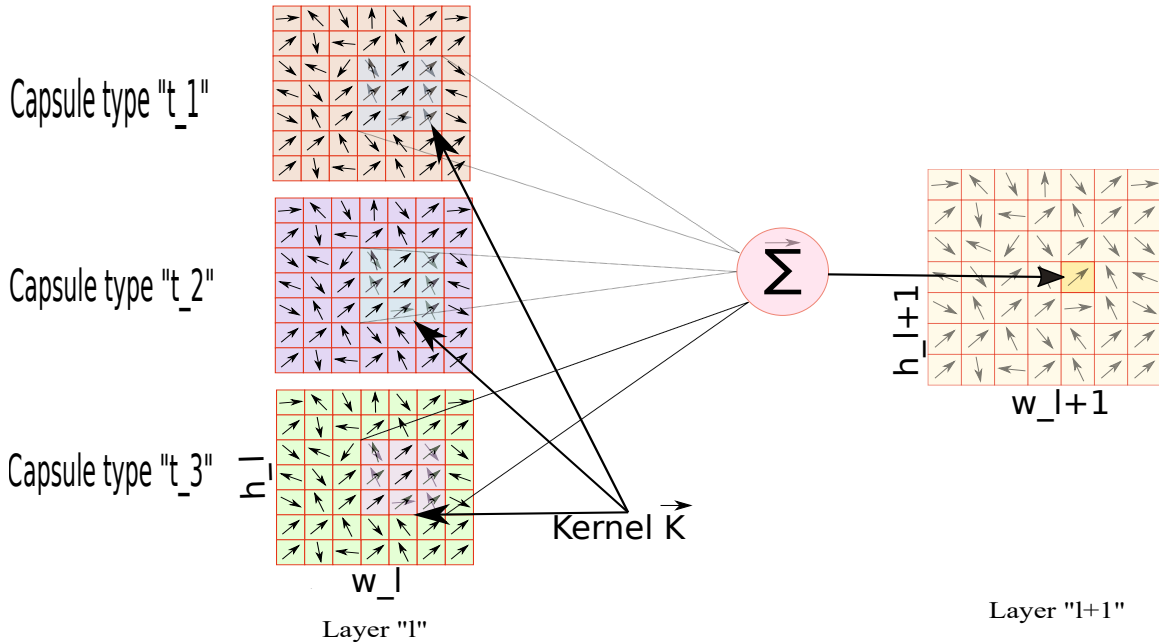 Capsule type "t_1"
Capsule type "t_2"
Capsule type "t_3"
h_l
w_l
Layer "l"
Kernel K
∑
h_l+1
w_l+1
Layer "l+1"